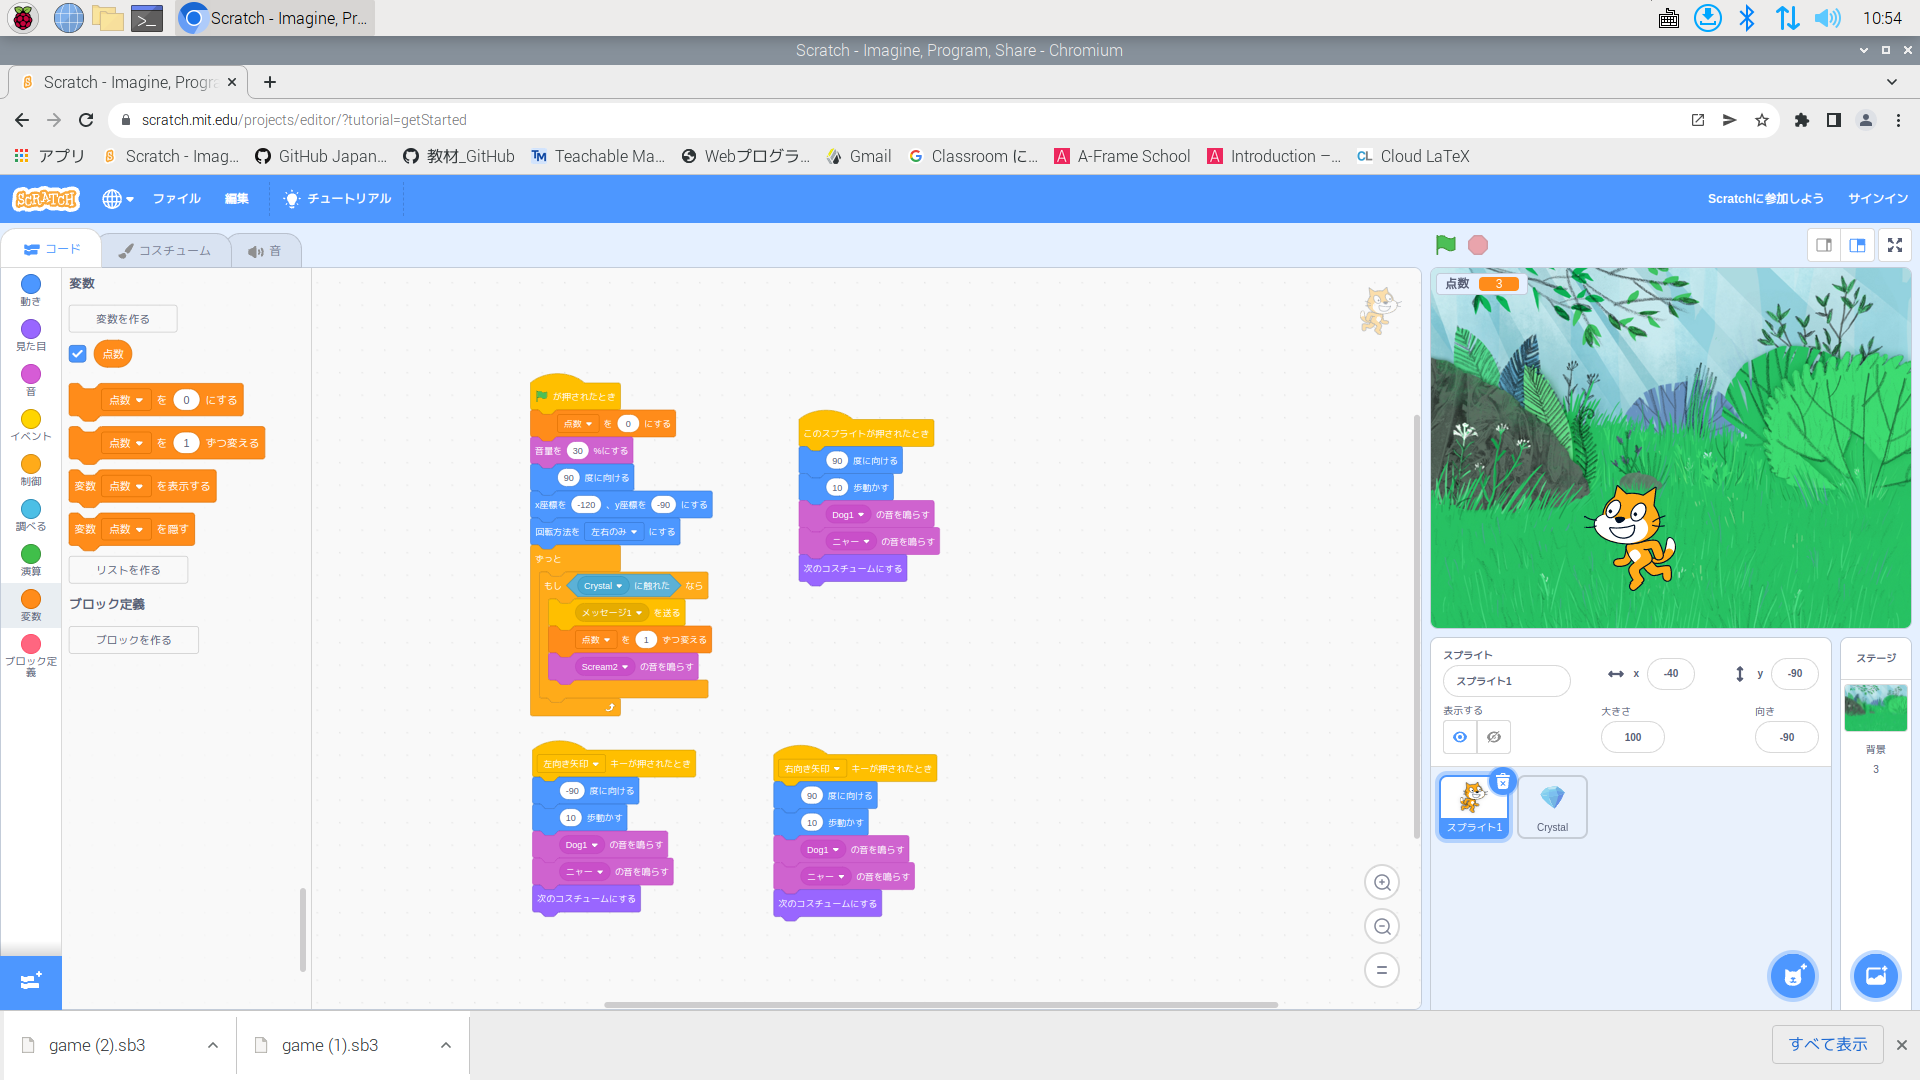 Scratch - Imagine, Pr...
10:54
Scratch - Imagine, Program, Share - Chromium
Scratch - Imagine, Progra
scratch.mit.edu/projects/editor/?tutorial=getStarted
アプリ
Scratch - Imag...
GitHub Japan...
教材_GitHub
Teachable Ma...
Webプログラ...
Gmail
Classroom に...
A-Frame School
Introduction –...
Cloud LaTeX
SCRATCH
ファイル
編集
チュートリアル
Scratchに参加しよう
サインイン
コード
コスチューム
音
動き
見た目
音
イベント
制御
調べる
演算
変数
ブロック定義
変数
変数を作る
点数
点数 を 0 にする
点数 を 1 ずつ変える
変数 点数 を表示する
変数 点数 を隠す
リストを作る
ブロック定義
ブロックを作る
が押されたとき
点数 を 0 にする
音量を 30 %にする
90 度に向ける
x座標を -120 、y座標を -90 にする
回転方法を 左右のみ にする
ずっと
もし Crystal に触れた なら
メッセージ1 を送る
点数 を 1 ずつ変える
Scream2 の音を鳴らす
このスプライトが押されたとき
90 度に向ける
10 歩動かす
Dog1 の音を鳴らす
ニャー の音を鳴らす
次のコスチュームにする
左向き矢印 キーが押されたとき
-90 度に向ける
10 歩動かす
Dog1 の音を鳴らす
ニャー の音を鳴らす
次のコスチュームにする
右向き矢印 キーが押されたとき
90 度に向ける
10 歩動かす
Dog1 の音を鳴らす
ニャー の音を鳴らす
次のコスチュームにする
点数 3
スプライト
スプライト1
x -40
y -90
表示する
大きさ
100
向き
-90
スプライト1
Crystal
ステージ
背景
3
game (2).sb3
game (1).sb3
すべて表示